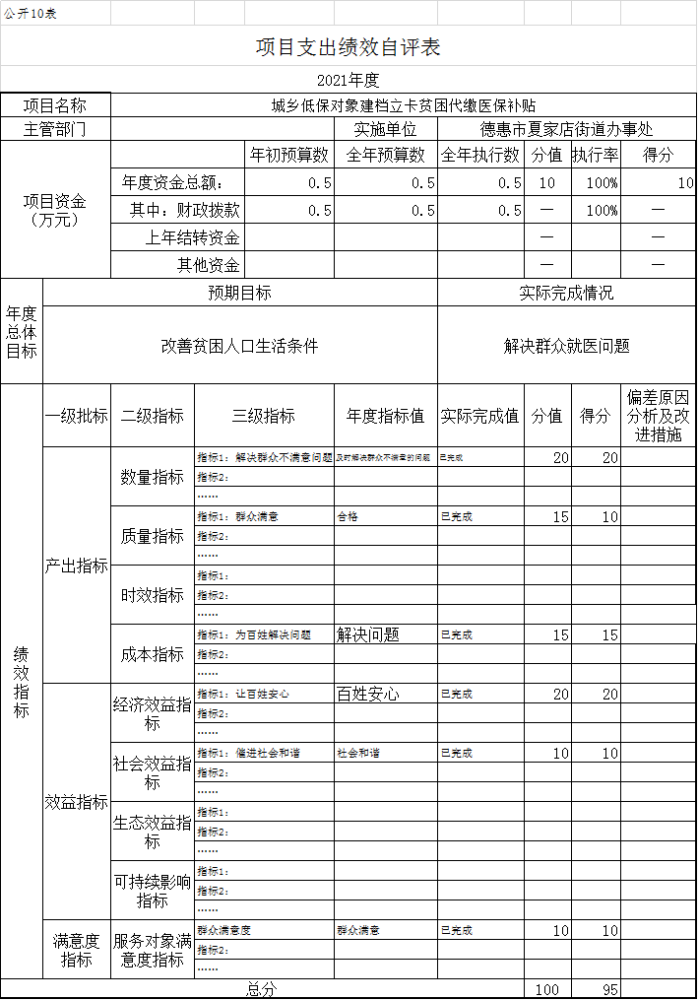 公开10表
项目支出绩效自评表
2021年度
项目名称 城乡低保对象建档立卡贫困代缴医保补贴
主管部门 实施单位 德惠市夏家店街道办事处
项目资金
（万元）
年初预算数 全年预算数 全年执行数 分值 执行率 得分
年度资金总额： 0.5 0.5 0.5 10 100% 10
其中：财政拨款 0.5 0.5 0.5 — 100% —
上年结转资金 — —
其他资金 — —
年度
总体
目标
预期目标 实际完成情况
改善贫困人口生活条件 解决群众就医问题
绩
效
指
标
一级批标 二级指标 三级指标 年度指标值 实际完成值 分值 得分 偏差原因
分析及改
进措施
产出指标
数量指标
指标1：解决群众不满意问题 及时解决群众不满意的问题 已完成 20 20
指标2：
……
质量指标
指标1：群众满意 合格 已完成 15 10
指标2：
……
时效指标
指标1：
指标2：
……
成本指标
指标1：为百姓解决问题 解决问题 已完成 15 15
指标2：
……
效益指标
经济效益指
标
指标1：让百姓安心 百姓安心 已完成 20 20
指标2：
……
社会效益指
标
指标1：催进社会和谐 社会和谐 已完成 10 10
指标2：
……
生态效益指
标
指标1：
指标2：
……
可持续影响
指标
指标1：
指标2：
……
满意度
指标
服务对象满
意度指标
群众满意度 群众满意 已完成 10 10
指标2：
……
总分 100 95